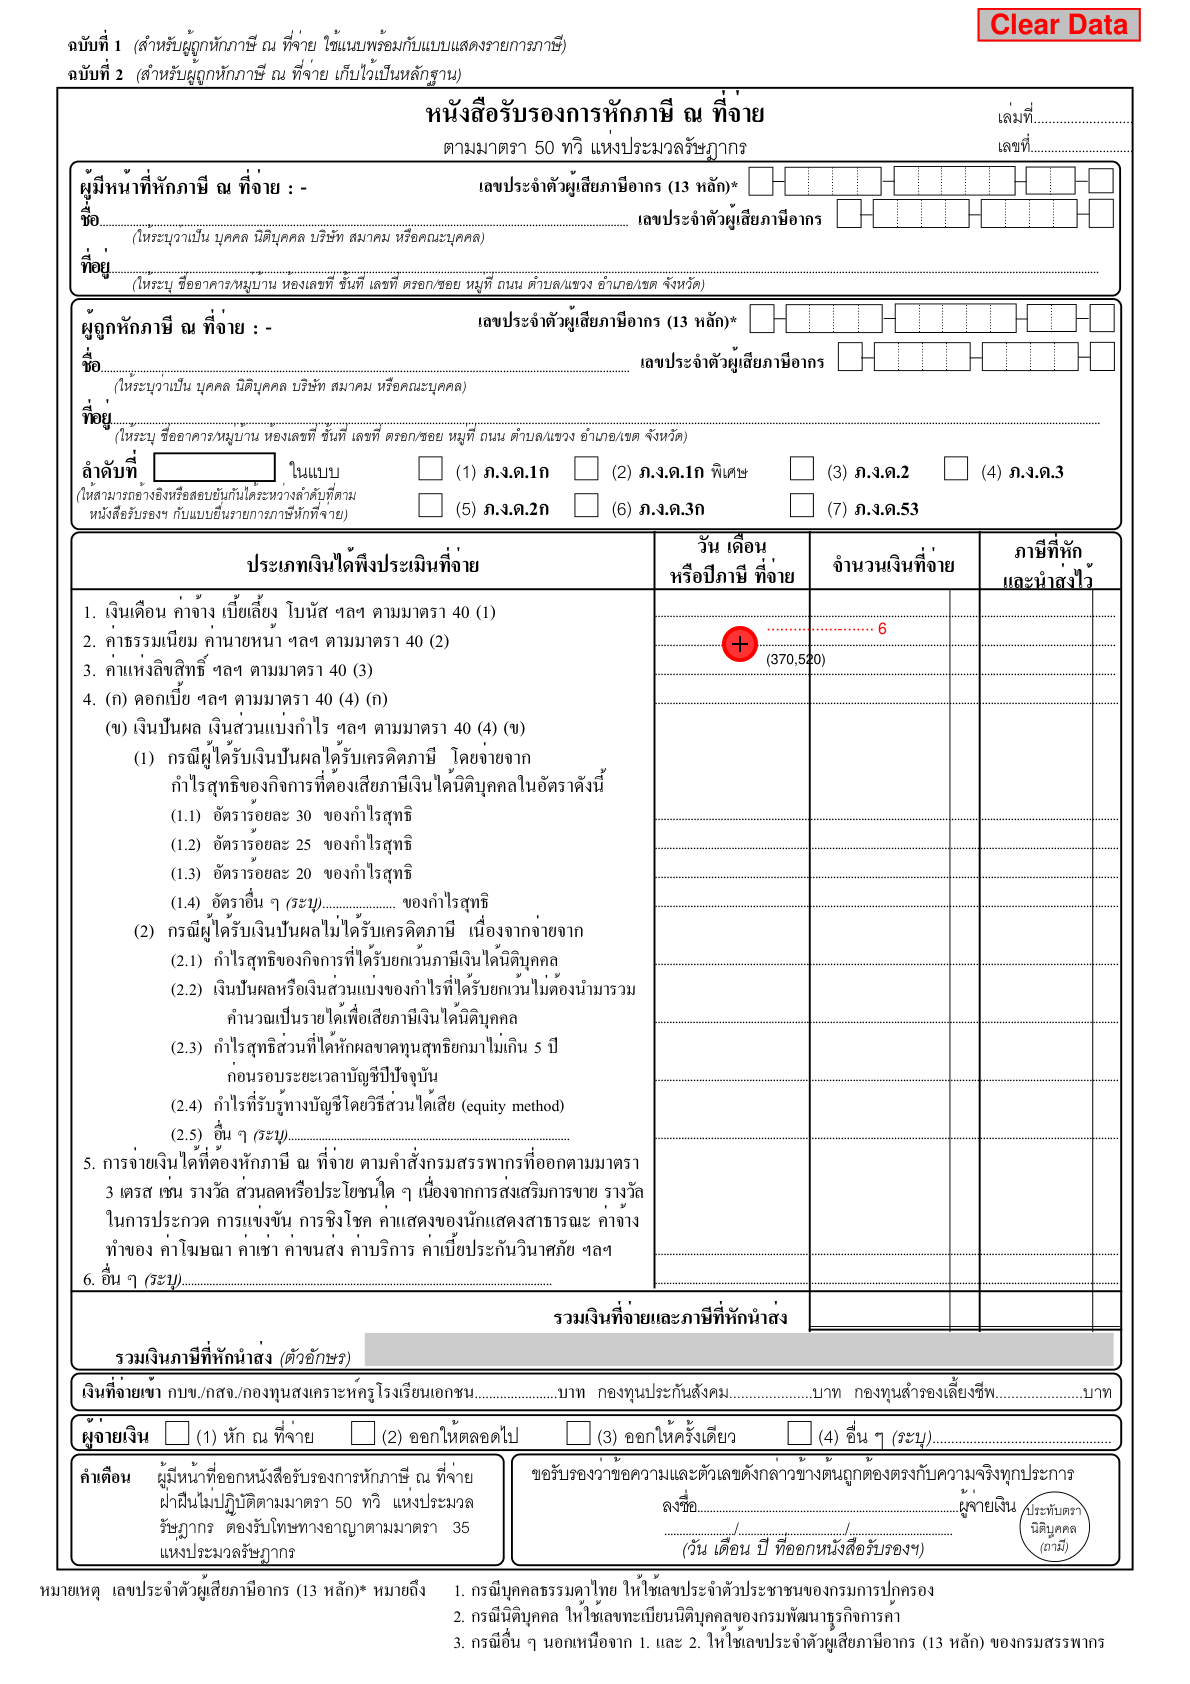 Clear Data
ฉบับที่ 1 (สำหรับผู้ถูกหักภาษี ณ ที่จ่าย ใช้แนบพร้อมกับแบบแสดงรายการภาษี)
ฉบับที่ 2 (สำหรับผู้ถูกหักภาษี ณ ที่จ่าย เก็บไว้เป็นหลักฐาน)
หนังสือรับรองการหักภาษี ณ ที่จ่าย
เล่มที่..........................
ตามมาตรา 50 ทวิ แห่งประมวลรัษฎากร
เลขที่...........................
ผู้มีหน้าที่หักภาษี ณ ที่จ่าย : - เลขประจำตัวผู้เสียภาษีอากร (13 หลัก)*
ชื่อ.......................... เลขประจำตัวผู้เสียภาษีอากร
(ให้ระบุว่าเป็น บุคคล นิติบุคคล บริษัท สมาคม หรือคณะบุคคล)
ที่อยู่..........................
(ให้ระบุ ชื่ออาคาร/หมู่บ้าน ห้องเลขที่ ชั้นที่ เลขที่ ตรอก/ซอย หมู่ที่ ถนน ตำบล/แขวง อำเภอ/เขต จังหวัด)
ผู้ถูกหักภาษี ณ ที่จ่าย : - เลขประจำตัวผู้เสียภาษีอากร (13 หลัก)*
ชื่อ.......................... เลขประจำตัวผู้เสียภาษีอากร
(ให้ระบุว่าเป็น บุคคล นิติบุคคล บริษัท สมาคม หรือคณะบุคคล)
ที่อยู่..........................
(ให้ระบุ ชื่ออาคาร/หมู่บ้าน ห้องเลขที่ ชั้นที่ เลขที่ ตรอก/ซอย หมู่ที่ ถนน ตำบล/แขวง อำเภอ/เขต จังหวัด)
ลำดับที่ ในแบบ (1) ภ.ง.ด.1ก (2) ภ.ง.ด.1ก พิเศษ (3) ภ.ง.ด.2 (4) ภ.ง.ด.3
(ให้สามารถอ้างอิงหรือสอบยันกันได้ระหว่างลำดับที่ตาม
หนังสือรับรองฯ กับแบบยื่นรายการภาษีหักที่จ่าย) (5) ภ.ง.ด.2ก (6) ภ.ง.ด.3ก (7) ภ.ง.ด.53
ประเภทเงินได้พึงประเมินที่จ่าย
วัน เดือน
หรือปีภาษี ที่จ่าย
จำนวนเงินที่จ่าย
ภาษีที่หัก
และนำส่งไว้
1. เงินเดือน ค่าจ้าง เบี้ยเลี้ยง โบนัส ฯลฯ ตามมาตรา 40 (1)
6
2. ค่าธรรมเนียม ค่านายหน้า ฯลฯ ตามมาตรา 40 (2)
(370,520)
3. ค่าแห่งลิขสิทธิ์ ฯลฯ ตามมาตรา 40 (3)
4. (ก) ดอกเบี้ย ฯลฯ ตามมาตรา 40 (4) (ก)
(ข) เงินปันผล เงินส่วนแบ่งกำไร ฯลฯ ตามมาตรา 40 (4) (ข)
(1) กรณีผู้ได้รับเงินปันผลได้รับเครดิตภาษี โดยจ่ายจาก
กำไรสุทธิของกิจการที่ต้องเสียภาษีเงินได้นิติบุคคลในอัตราดังนี้
(1.1) อัตราร้อยละ 30 ของกำไรสุทธิ
(1.2) อัตราร้อยละ 25 ของกำไรสุทธิ
(1.3) อัตราร้อยละ 20 ของกำไรสุทธิ
(1.4) อัตราอื่น ๆ (ระบุ)...................... ของกำไรสุทธิ
(2) กรณีผู้ได้รับเงินปันผลไม่ได้รับเครดิตภาษี เนื่องจากจ่ายจาก
(2.1) กำไรสุทธิของกิจการที่ได้รับยกเว้นภาษีเงินได้นิติบุคคล
(2.2) เงินปันผลหรือเงินส่วนแบ่งของกำไรที่ได้รับยกเว้นไม่ต้องนำมารวม
คำนวณเป็นรายได้เพื่อเสียภาษีเงินได้นิติบุคคล
(2.3) กำไรสุทธิส่วนที่ได้หักผลขาดทุนสุทธิยกมาไม่เกิน 5 ปี
ก่อนรอบระยะเวลาบัญชีปีปัจจุบัน
(2.4) กำไรที่รับรู้ทางบัญชีโดยวิธีส่วนได้เสีย (equity method)
(2.5) อื่น ๆ (ระบุ)..........................
5. การจ่ายเงินได้ที่ต้องหักภาษี ณ ที่จ่าย ตามคำสั่งกรมสรรพากรที่ออกตามมาตรา
3 เตรส เช่น รางวัล ส่วนลดหรือประโยชน์ใด ๆ เนื่องจากการส่งเสริมการขาย รางวัล
ในการประกวด การแข่งขัน การชิงโชค ค่าแสดงของนักแสดงสาธารณะ ค่าจ้าง
ทำของ ค่าโฆษณา ค่าเช่า ค่าขนส่ง ค่าบริการ ค่าเบี้ยประกันวินาศภัย ฯลฯ
6. อื่น ๆ (ระบุ)..........................
รวมเงินที่จ่ายและภาษีที่หักนำส่ง
รวมเงินภาษีที่หักนำส่ง (ตัวอักษร)
เงินที่จ่ายเข้า กบข./กสจ./กองทุนสงเคราะห์ครูโรงเรียนเอกชน......................บาท กองทุนประกันสังคม......................บาท กองทุนสำรองเลี้ยงชีพ......................บาท
ผู้จ่ายเงิน (1) หัก ณ ที่จ่าย (2) ออกให้ตลอดไป (3) ออกให้ครั้งเดียว (4) อื่น ๆ (ระบุ)..........................
คำเตือน ผู้มีหน้าที่ออกหนังสือรับรองการหักภาษี ณ ที่จ่าย
ฝ่าฝืนไม่ปฏิบัติตามมาตรา 50 ทวิ แห่งประมวล
รัษฎากร ต้องรับโทษทางอาญาตามมาตรา 35
แห่งประมวลรัษฎากร
ขอรับรองว่าข้อความและตัวเลขดังกล่าวข้างต้นถูกต้องตรงกับความจริงทุกประการ
ลงชื่อ..........................ผู้จ่ายเงิน
................../........................../..........................
(วัน เดือน ปี ที่ออกหนังสือรับรองฯ)
ประทับตรา
นิติบุคคล
(ถ้ามี)
หมายเหตุ เลขประจำตัวผู้เสียภาษีอากร (13 หลัก)* หมายถึง 1. กรณีบุคคลธรรมดาไทย ให้ใช้เลขประจำตัวประชาชนของกรมการปกครอง
2. กรณีนิติบุคคล ให้ใช้เลขทะเบียนนิติบุคคลของกรมพัฒนาธุรกิจการค้า
3. กรณีอื่น ๆ นอกเหนือจาก 1. และ 2. ให้ใช้เลขประจำตัวผู้เสียภาษีอากร (13 หลัก) ของกรมสรรพากร